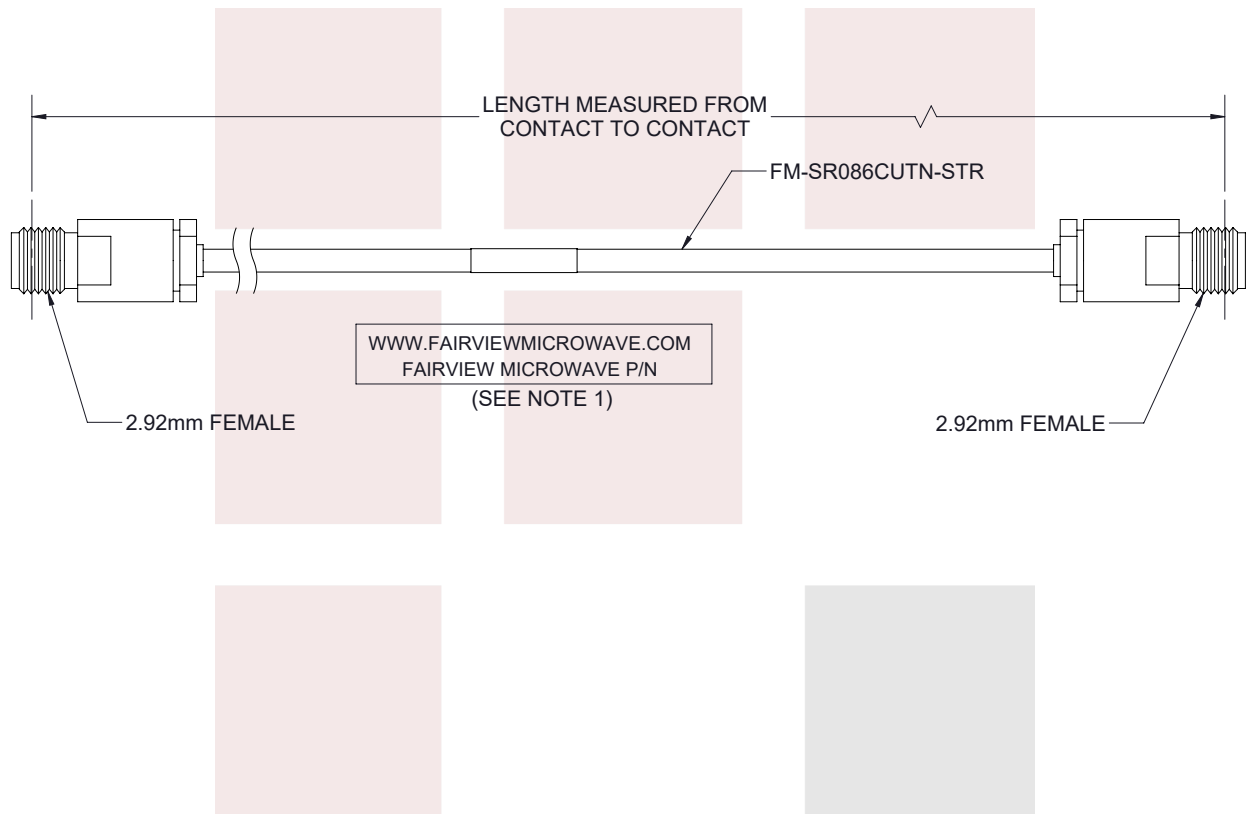 LENGTH MEASURED FROM
CONTACT TO CONTACT
FM-SR086CUTN-STR
WWW.FAIRVIEWMICROWAVE.COM
FAIRVIEW MICROWAVE P/N
(SEE NOTE 1)
2.92mm FEMALE
2.92mm FEMALE